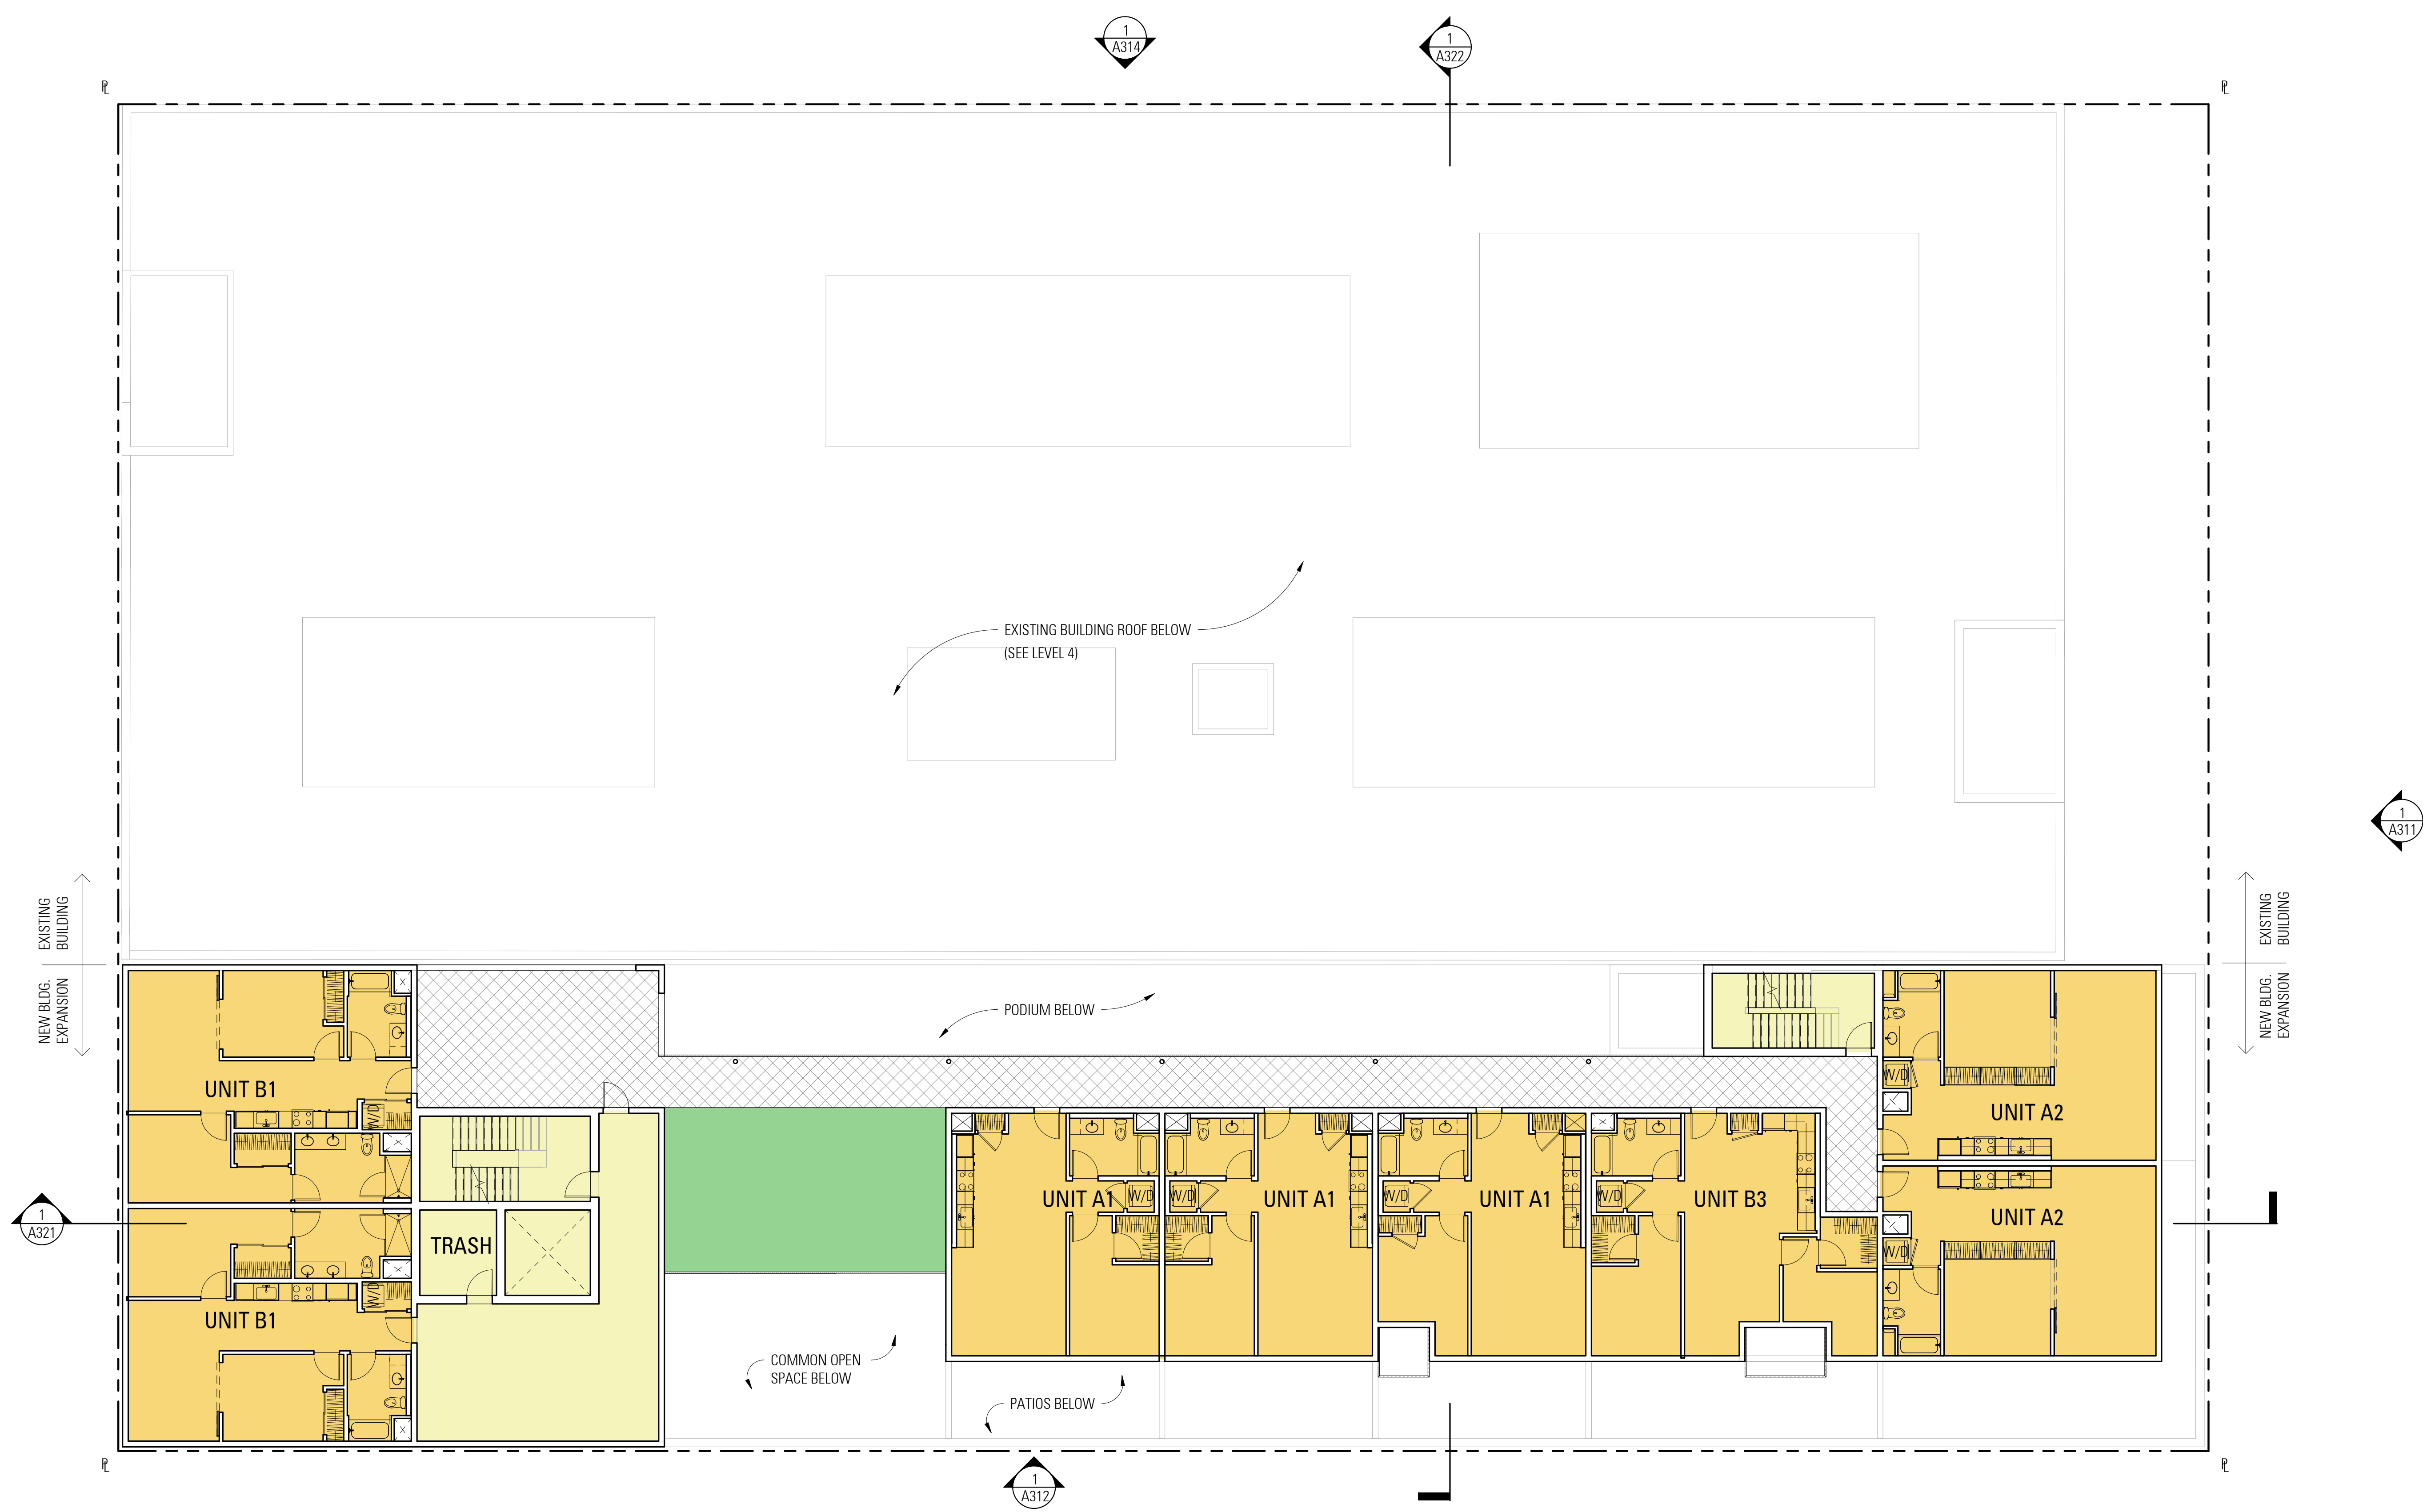 1
A314
1
A322
PL
PL
EXISTING BUILDING ROOF BELOW
(SEE LEVEL 4)
1
A311
EXISTING
BUILDING
NEW BLDG.
EXPANSION
EXISTING
BUILDING
NEW BLDG.
EXPANSION
PODIUM BELOW
UNIT B1
W/D
W/D
UNIT A2
UNIT A1
W/D
W/D
UNIT A1
W/D
UNIT A1
W/D
UNIT B3
UNIT A2
W/D
1
A321
TRASH
W/D
UNIT B1
COMMON OPEN
SPACE BELOW
PATIOS BELOW
PL
PL
1
A312